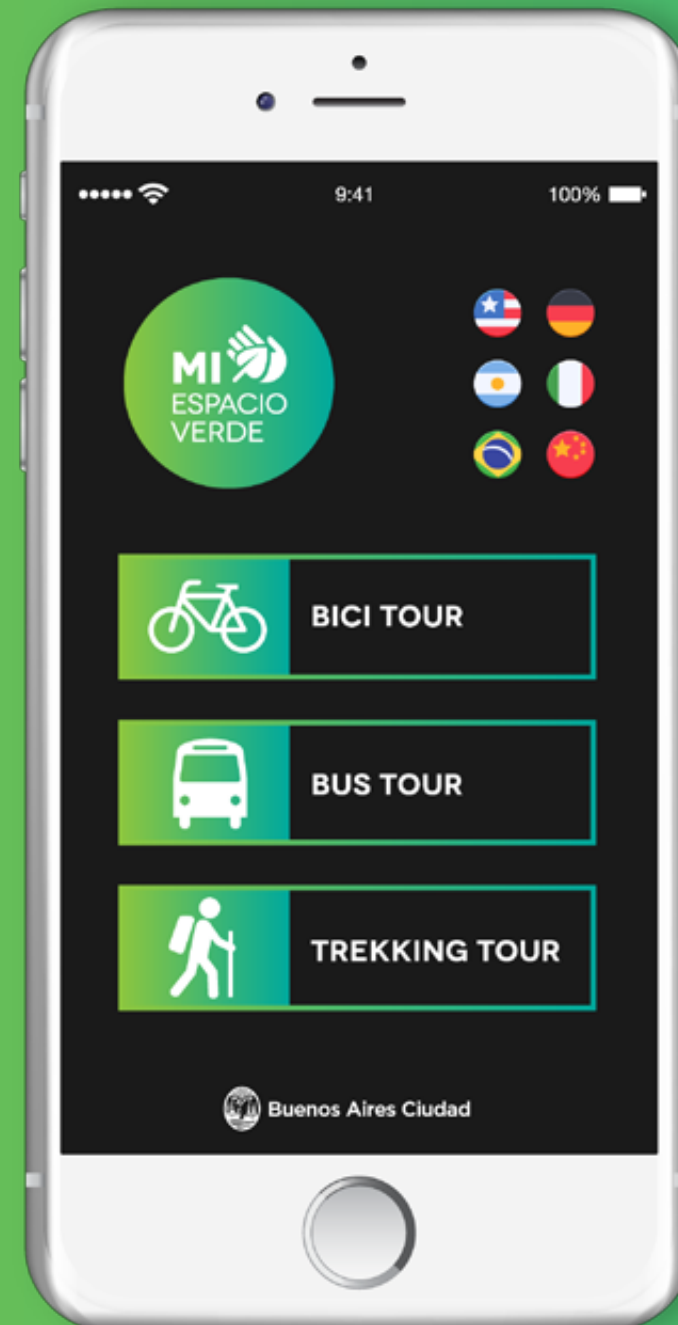 9:41
100%
MI
ESPACIO
VERDE
BICI TOUR
BUS TOUR
TREKKING TOUR
Buenos Aires Ciudad